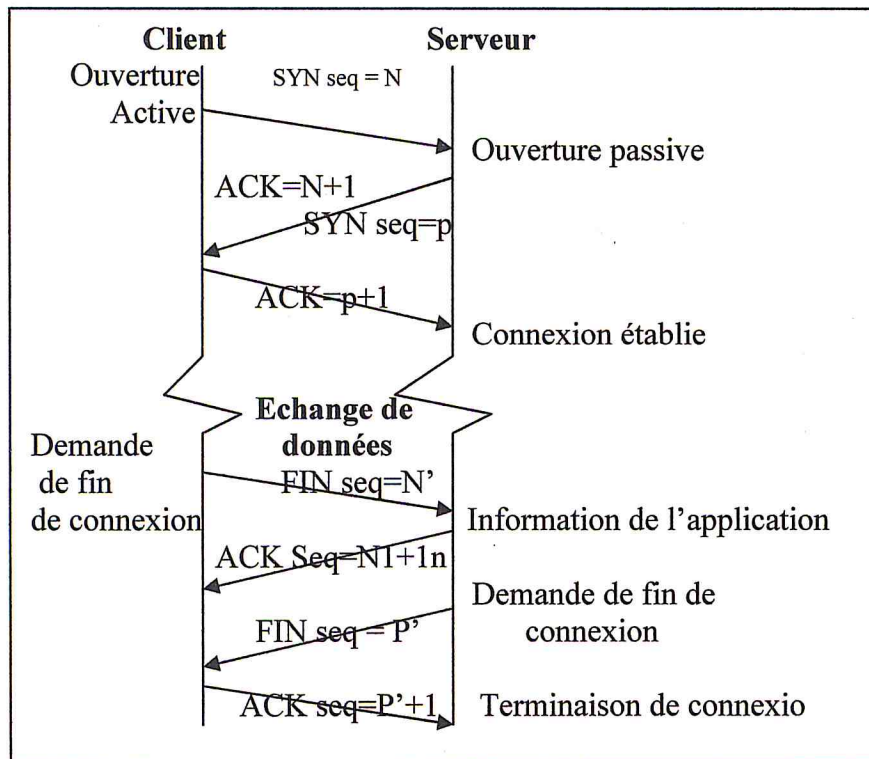 Client
Serveur
Ouverture
Active
SYN seq = N
Ouverture passive
ACK=N+1
SYN seq=p
ACK=p+1
Connexion établie
Echange de
données
Demande
de fin
de connexion
FIN seq=N’
Information de l’application
ACK Seq=N1+1n
Demande de fin de
connexion
FIN seq = P’
ACK seq=P’+1
Terminaison de connexio